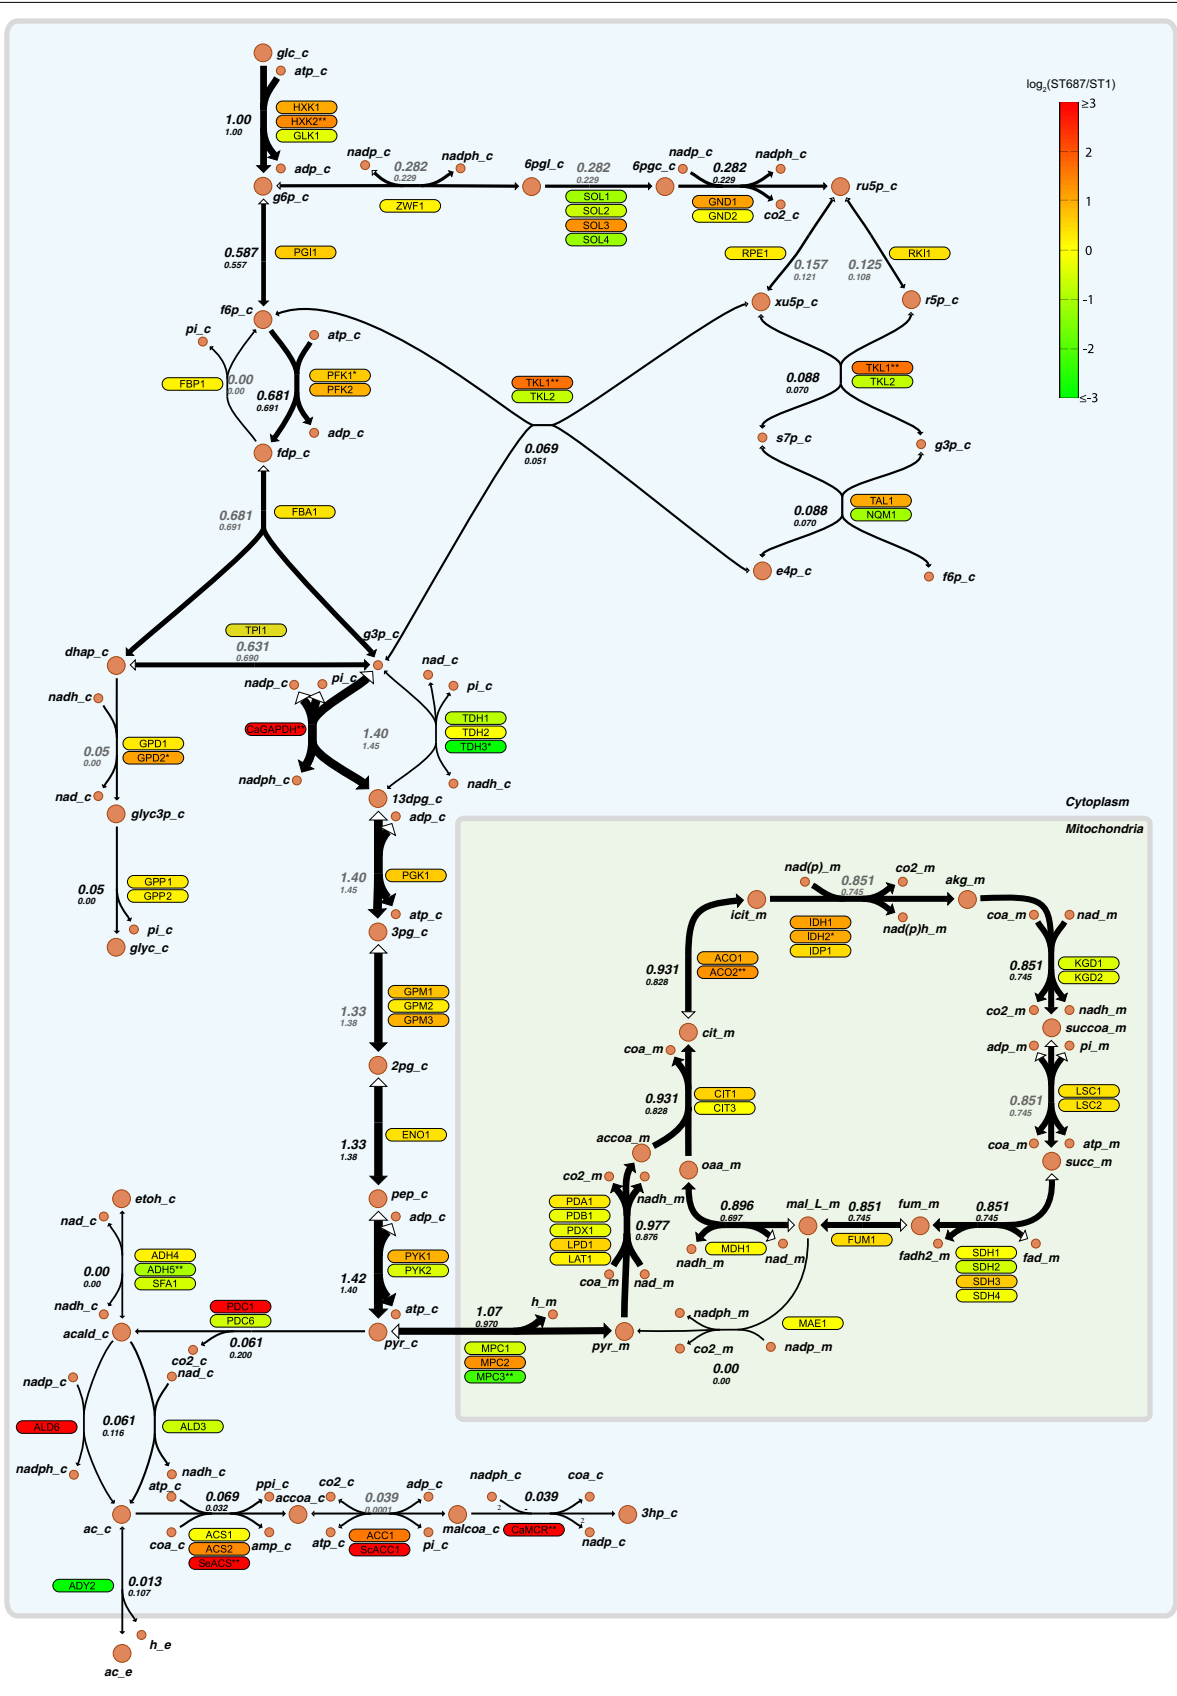 glc_c
atp_c
log2(ST687/ST1)
≥3
2
1
0
-1
-2
≤-3
HXK1
HXK2**
GLK1
1.00
1.00
adp_c
g6p_c
nadp_c
0.282
0.229
nadph_c
ZWF1
6pgl_c
0.282
0.229
SOL1
SOL2
SOL3
SOL4
6pgc_c
nadp_c
0.282
0.229
nadph_c
GND1
GND2
co2_c
ru5p_c
0.587
0.557
PGI1
RPE1
0.157
0.121
0.125
0.108
RKI1
xu5p_c
r5p_c
f6p_c
pi_c
atp_c
FBP1
0.00
0.00
0.681
0.691
PFK1*
PFK2
adp_c
fdp_c
TKL1**
TKL2
0.069
0.051
0.088
0.070
TKL1**
TKL2
s7p_c
g3p_c
0.088
0.070
TAL1
NQM1
e4p_c
f6p_c
0.681
0.691
FBA1
TPI1
0.631
0.690
dhap_c
g3p_c
nadh_c
nadp_c
pi_c
nad_c
pi_c
CaGAPDH**
1.40
1.45
TDH1
TDH2
TDH3*
nadph_c
nadh_c
0.05
0.00
GPD1
GPD2*
nad_c
glyc3p_c
13dpg_c
adp_c
Cytoplasm
Mitochondria
0.05
0.00
GPP1
GPP2
pi_c
glyc_c
1.40
1.45
PGK1
atp_c
3pg_c
1.33
1.38
GPM1
GPM2
GPM3
2pg_c
1.33
1.38
ENO1
pep_c
adp_c
1.42
1.40
PYK1
PYK2
atp_c
pyr_c
nad(p)_m
0.851
0.745
co2_m
akg_m
icit_m
nad(p)h_m
IDH1
IDH2*
IDP1
coa_m
nad_m
0.931
0.828
ACO1
ACO2**
0.851
0.745
KGD1
KGD2
co2_m
nadh_m
succoa_m
cit_m
coa_m
adp_m
pi_m
0.931
0.828
CIT1
CIT3
0.851
0.745
LSC1
LSC2
coa_m
atp_m
succ_m
accoa_m
oaa_m
co2_m
nadh_m
PDA1
PDB1
PDX1
LPD1
LAT1
0.977
0.876
coa_m
nad_m
0.896
0.697
nadh_m
MDH1
nad_m
mal_L_m
0.851
0.745
FUM1
fum_m
0.851
0.745
fadh2_m
fad_m
SDH1
SDH2
SDH3
SDH4
etoh_c
nad_c
ADH4
ADH5**
SFA1
0.00
0.00
nadh_c
acald_c
PDC1
PDC6
0.061
0.200
co2_c
1.07
0.970
h_m
MPC1
MPC2
MPC3**
pyr_m
nadph_m
co2_m
MAE1
nadp_m
0.00
0.00
nadp_c
nad_c
ALD6
0.061
0.116
ALD3
nadph_c
nadh_c
ac_c
atp_c
0.069
0.032
ppi_c
coa_c
ACS1
ACS2
SeACS**
amp_c
accoa_c
co2_c
0.039
0.0001
adp_c
atp_c
ACC1
ScACC1
pi_c
malcoa_c
nadph_c
2
0.039
-
coa_c
CaMCR**
2
nadp_c
3hp_c
ADY2
0.013
0.107
h_e
ac_e